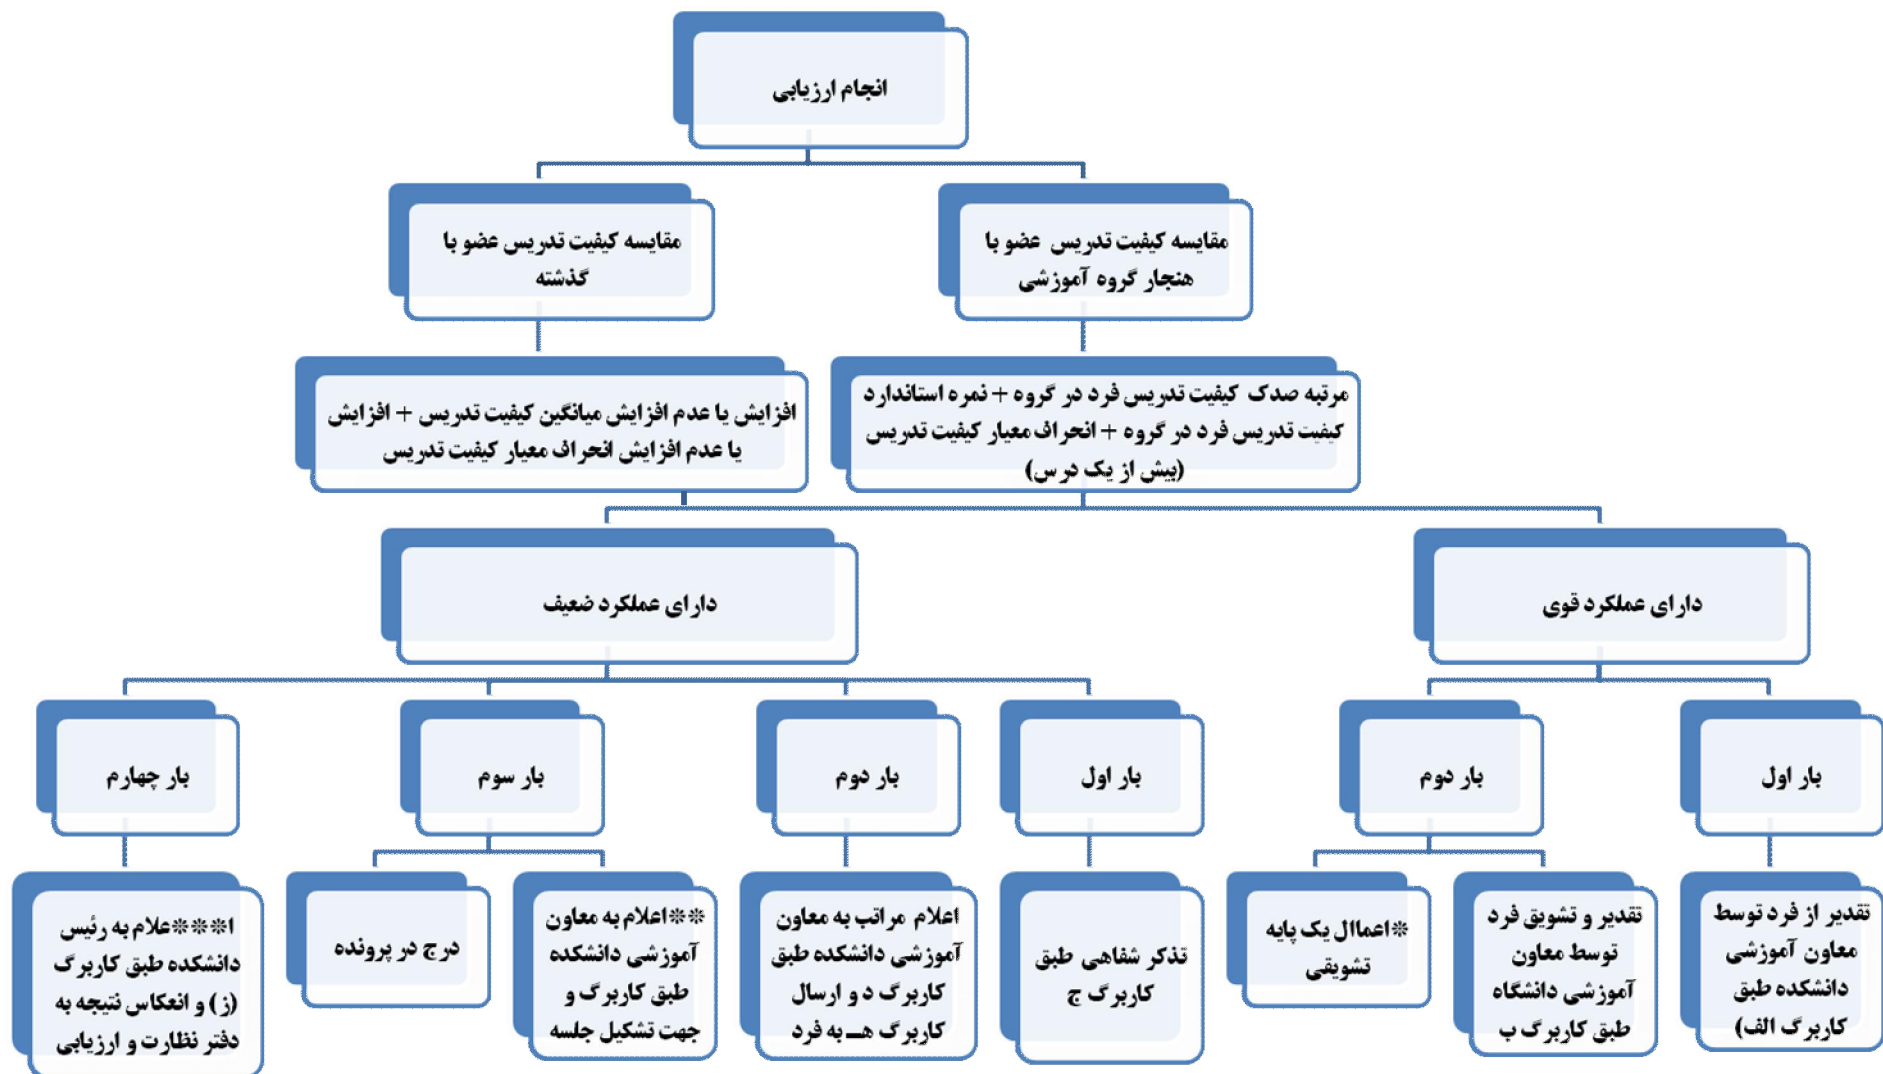 انجام ارزیابی
مقایسه کیفیت تدریس عضو با
هنجار گروه آموزشی
مقایسه کیفیت تدریس عضو با
گذشته
مرتبه صدک کیفیت تدریس فرد در گروه + نمره استاندارد
کیفیت تدریس فرد در گروه + انحراف معیار کیفیت تدریس
(بیش از یک درس)
افزایش یا عدم افزایش میانگین کیفیت تدریس + افزایش
یا عدم افزایش انحراف معیار کیفیت تدریس
دارای عملکرد قوی
دارای عملکرد ضعیف
بار اول
بار دوم
بار اول
بار دوم
بار سوم
بار چهارم
تقدیر از فرد توسط
معاون آموزشی
دانشکده طبق
کاربرگ الف)
تقدیر و تشویق فرد
توسط معاون
آموزشی دانشگاه
طبق کاربرگ ب
*اعماال یک پایه
تشویقی
تذکر شفاهی طبق
کاربرگ ج
اعلام مراتب به معاون
آموزشی دانشکده طبق
کاربرگ د و ارسال
کاربرگ هـ به فرد
**اعلام به معاون
آموزشی دانشکده
طبق کاربرگ و
جهت تشکیل جلسه
درج در پرونده
ا***علام به رئیس
دانشکده طبق کاربرگ
(ز) و انعکاس نتیجه به
دفتر نظارت و ارزیابی